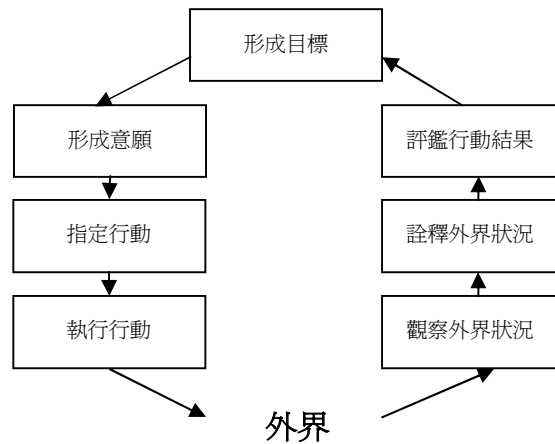 形成目標
形成意願
評鑑行動結果
指定行動
詮釋外界狀況
執行行動
觀察外界狀況
外界